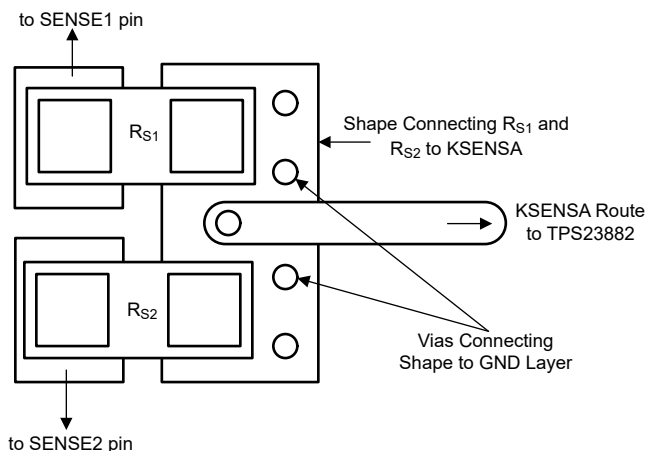 to SENSE1 pin
RS1
Shape Connecting RS1 and
RS2 to KSENSA
KSENSA Route
to TPS23882
RS2
Vias Connecting
Shape to GND Layer
to SENSE2 pin